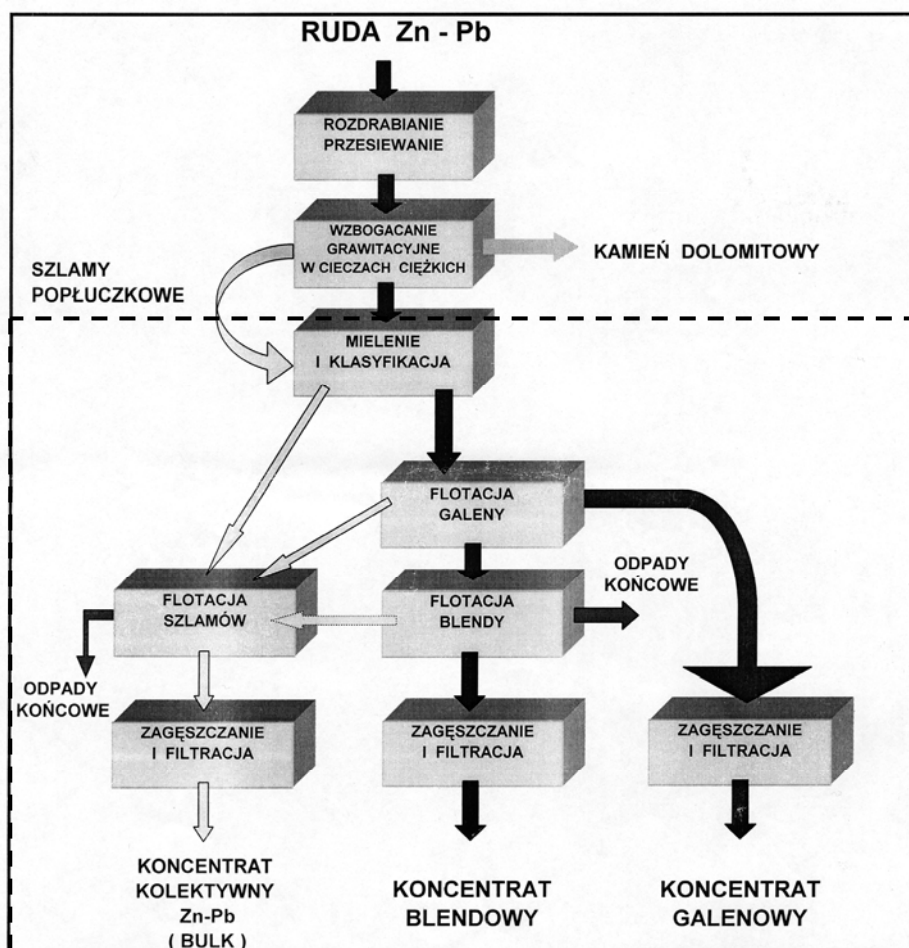 RUDA Zn - Pb
ROZDRABIANIE
PRZESIEWANIE
WZBOGACANIE
GRAWITACYJNE
W CIECZACH CIĘŻKICH
KAMIEŃ DOLOMITOWY
SZLAMY
POPŁUCZKOWE
MIELENIE
I KLASYFIKACJA
FLOTACJA
GALENY
ODPADY
KOŃCOWE
FLOTACJA
SZLAMÓW
FLOTACJA
BLENDY
ODPADY
KOŃCOWE
ZAGĘSZCZANIE
I FILTRACJA
ZAGĘSZCZANIE
I FILTRACJA
ZAGĘSZCZANIE
I FILTRACJA
KONCENTRAT
KOLEKTYWNY
Zn-Pb
( BULK )
KONCENTRAT
BLENDOWY
KONCENTRAT
GALENOWY